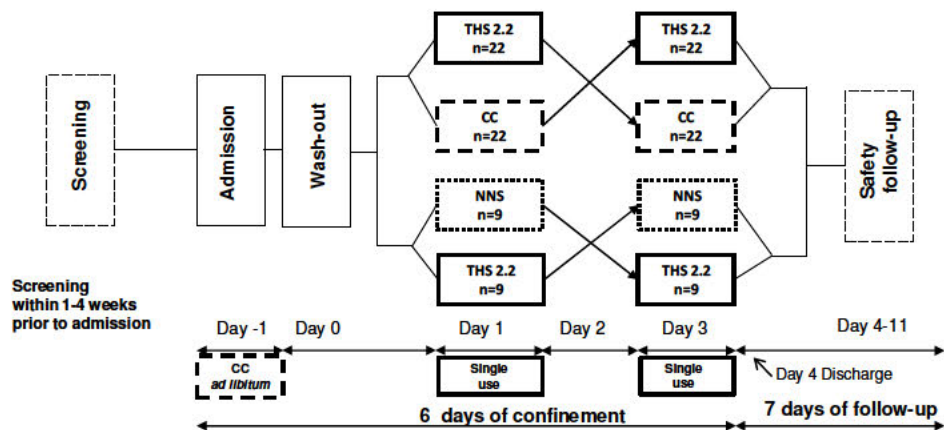 Screening
Admission
Wash-out
THS 2.2
n=22
CC
n=22
NNS
n=9
THS 2.2
n=9
THS 2.2
n=22
CC
n=22
NNS
n=9
THS 2.2
n=9
Safety
follow-up
Screening
within 1-4 weeks
prior to admission
Day -1
Day 0
Day 1
Day 2
Day 3
Day 4-11
CC
ad libitum
Single
use
Single
use
Day 4 Discharge
6 days of confinement
7 days of follow-up